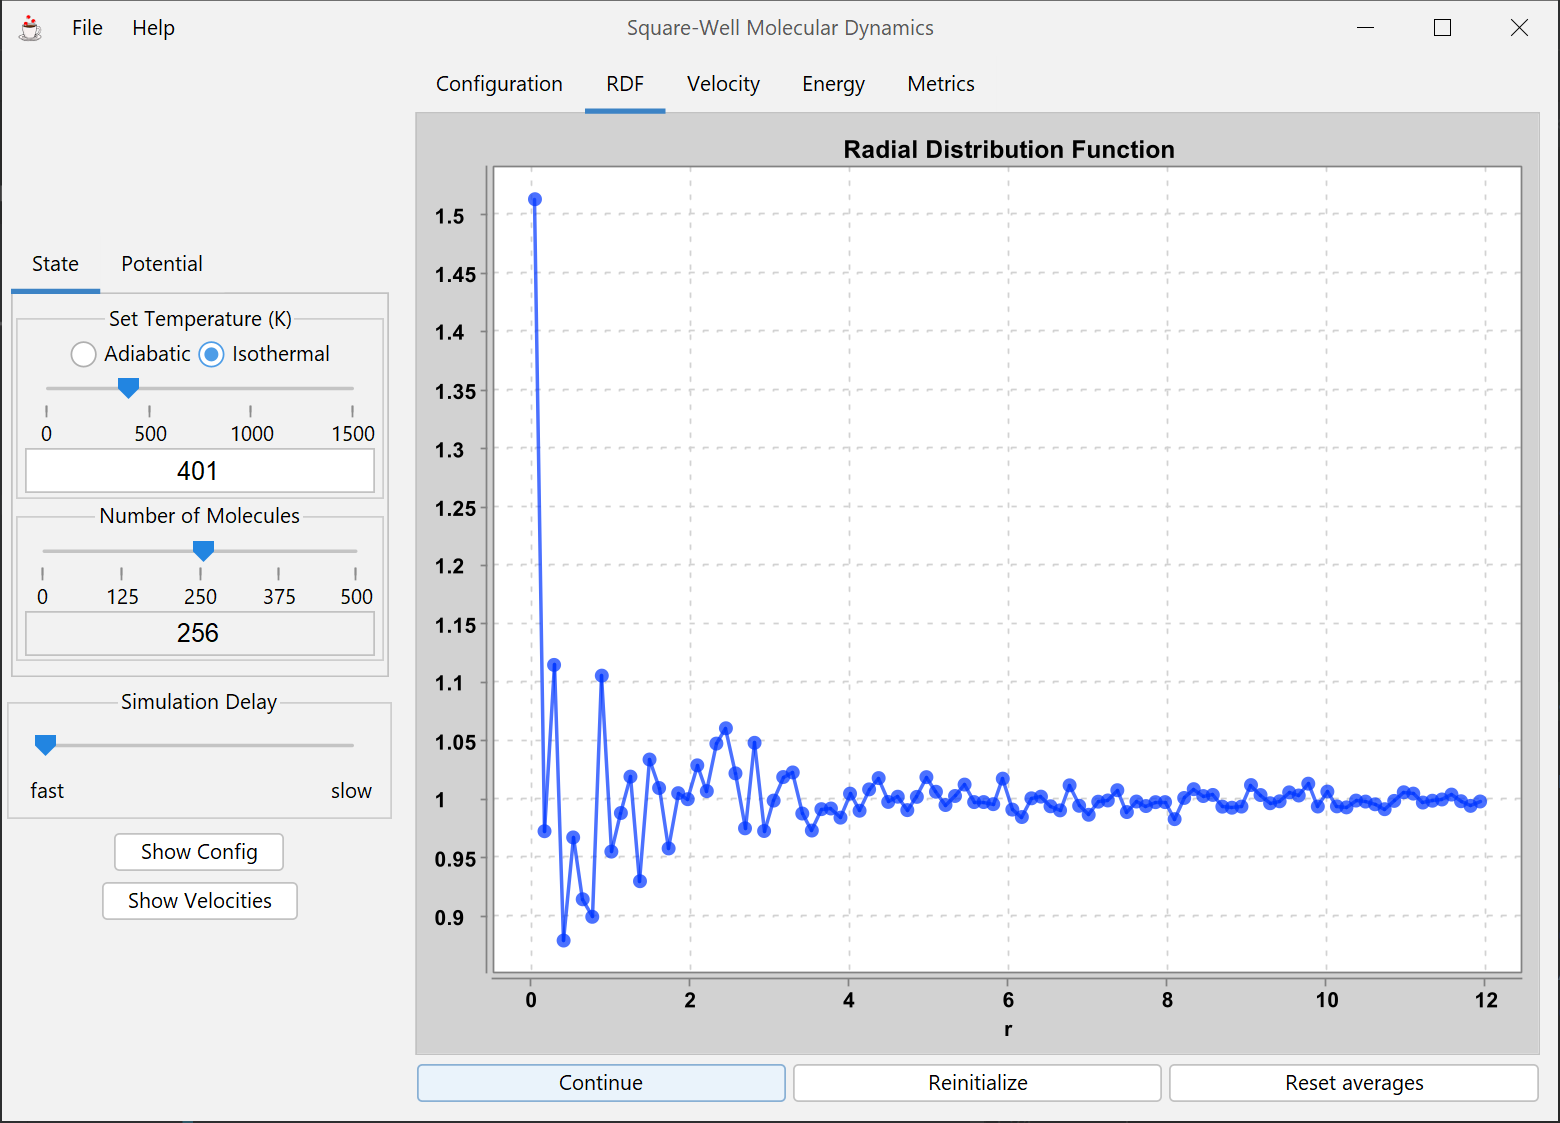 File Help
Square-Well Molecular Dynamics
Configuration RDF Velocity Energy Metrics
State Potential
Set Temperature (K)
Adiabatic Isothermal
0 500 1000 1500
401
Number of Molecules
0 125 250 375 500
256
Simulation Delay
fast slow
Show Config
Show Velocities
Radial Distribution Function
1.5
1.45
1.4
1.35
1.3
1.25
1.2
1.15
1.1
1.05
1
0.95
0.9
0 2 4 6 8 10 12
r
Continue Reinitialize Reset averages